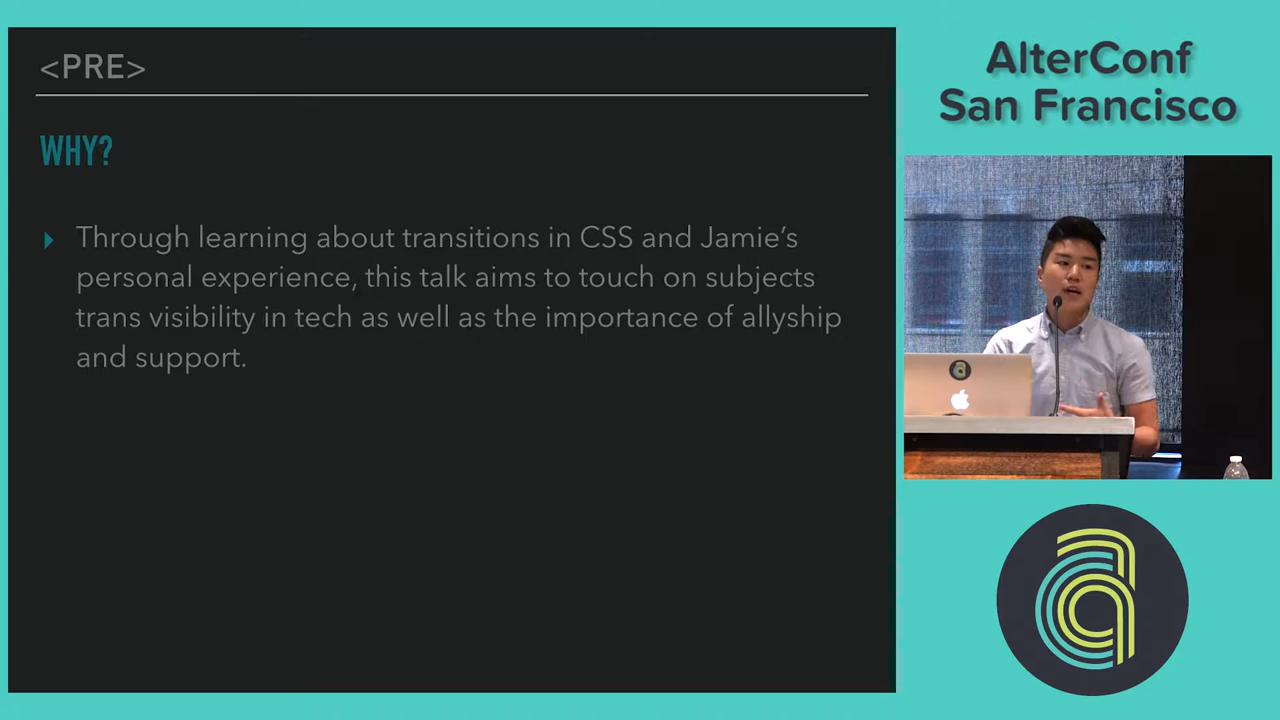 <PRE>
WHY?
Through learning about transitions in CSS and Jamie's
personal experience, this talk aims to touch on subjects
trans visibility in tech as well as the importance of allyship
and support.
AlterConf
San Francisco